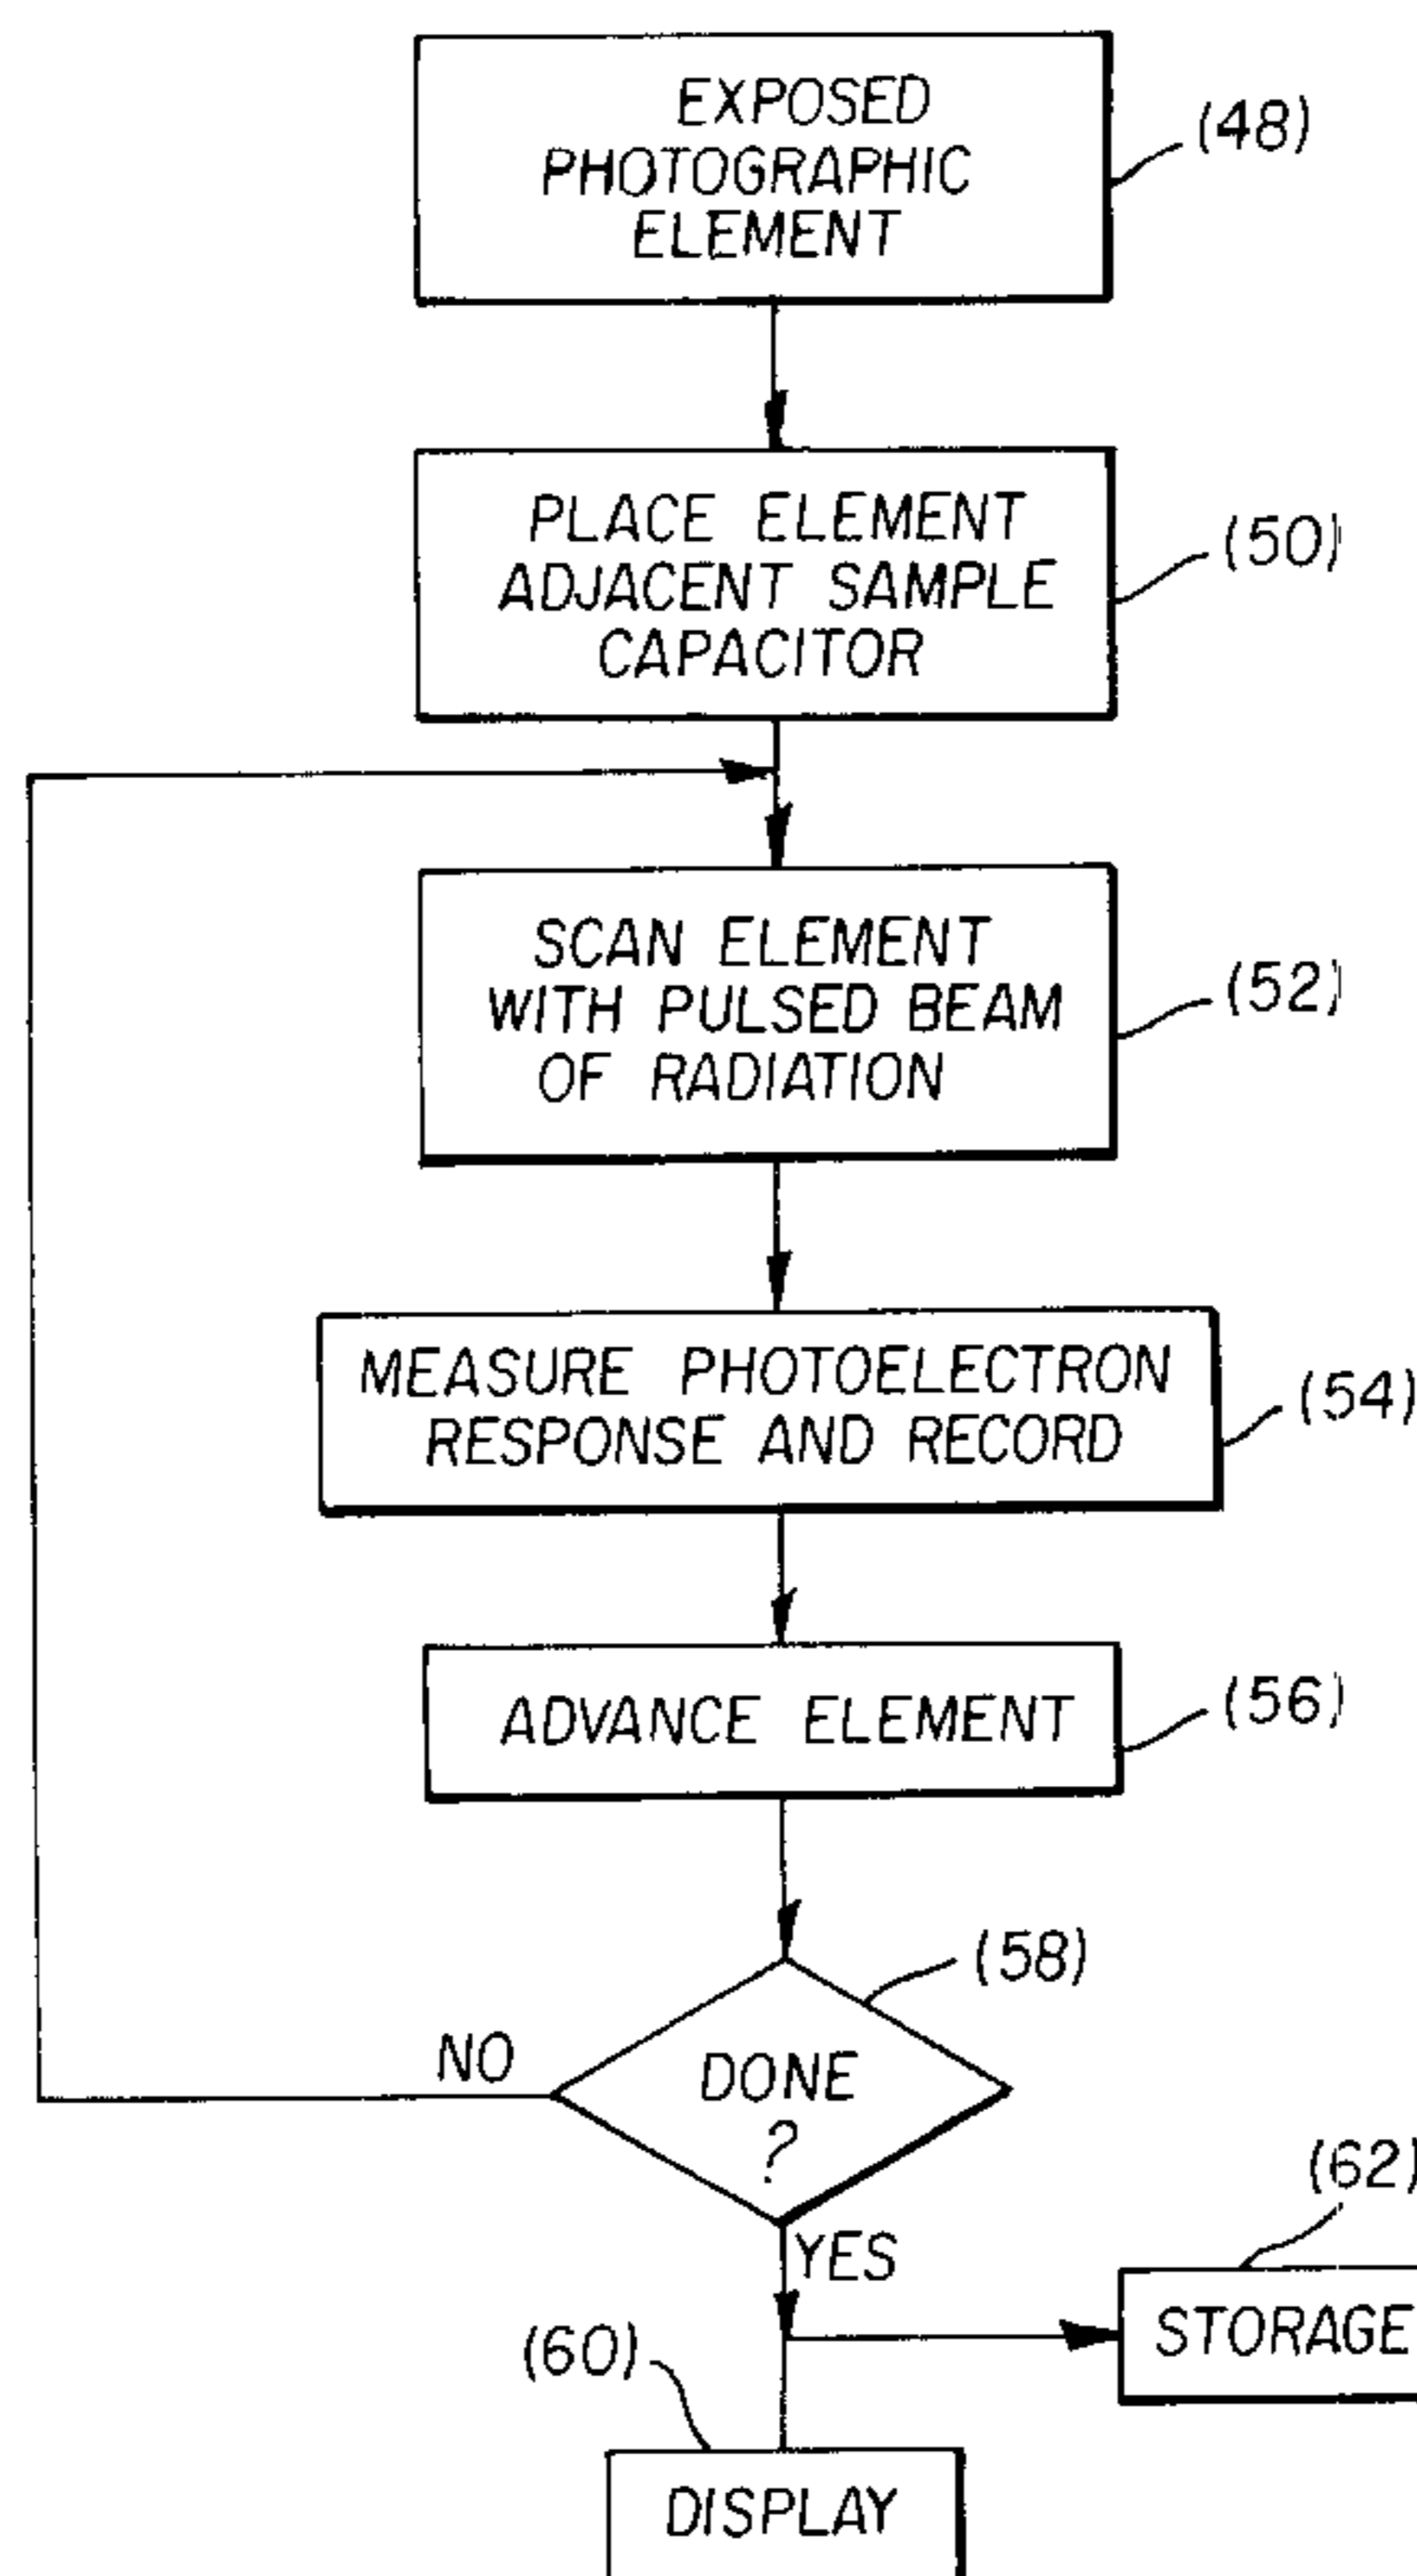 EXPOSED
PHOTOGRAPHIC
ELEMENT
(48)
PLACE ELEMENT
ADJACENT SAMPLE
CAPACITOR
(50)
SCAN ELEMENT
WITH PULSED BEAM
OF RADIATION
(52)
MEASURE PHOTOELECTRON
RESPONSE AND RECORD
(54)
ADVANCE ELEMENT
(56)
(58)
NO
DONE
?
YES
(62)
STORAGE
(60)
DISPLAY